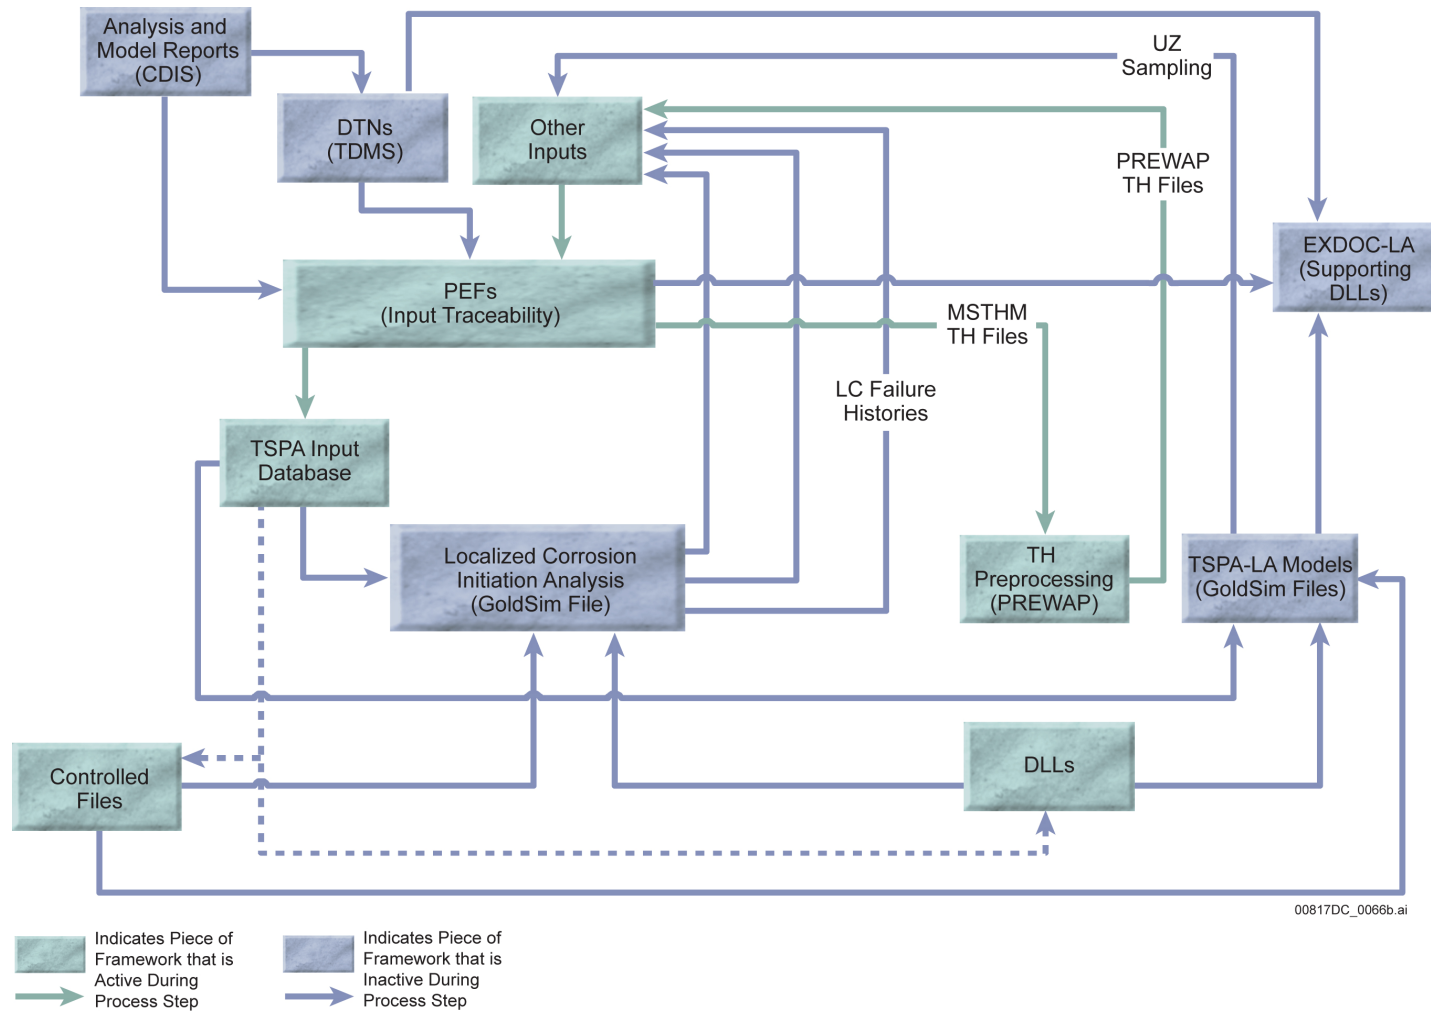 Analysis and
Model Reports
(CDIS)
DTNs
(TDMS)
Other
Inputs
UZ
Sampling
PREWAP
TH Files
EXDOC-LA
(Supporting
DLLs)
PEFs
(Input Traceability)
MSTHM
TH Files
LC Failure
Histories
TSPA Input
Database
Localized Corrosion
Initiation Analysis
(GoldSim File)
TH
Preprocessing
(PREWAP)
TSPA-LA Models
(GoldSim Files)
Controlled
Files
DLLs
00817DC_0066b.ai
Indicates Piece of
Framework that is
Active During
Process Step
Indicates Piece of
Framework that is
Inactive During
Process Step